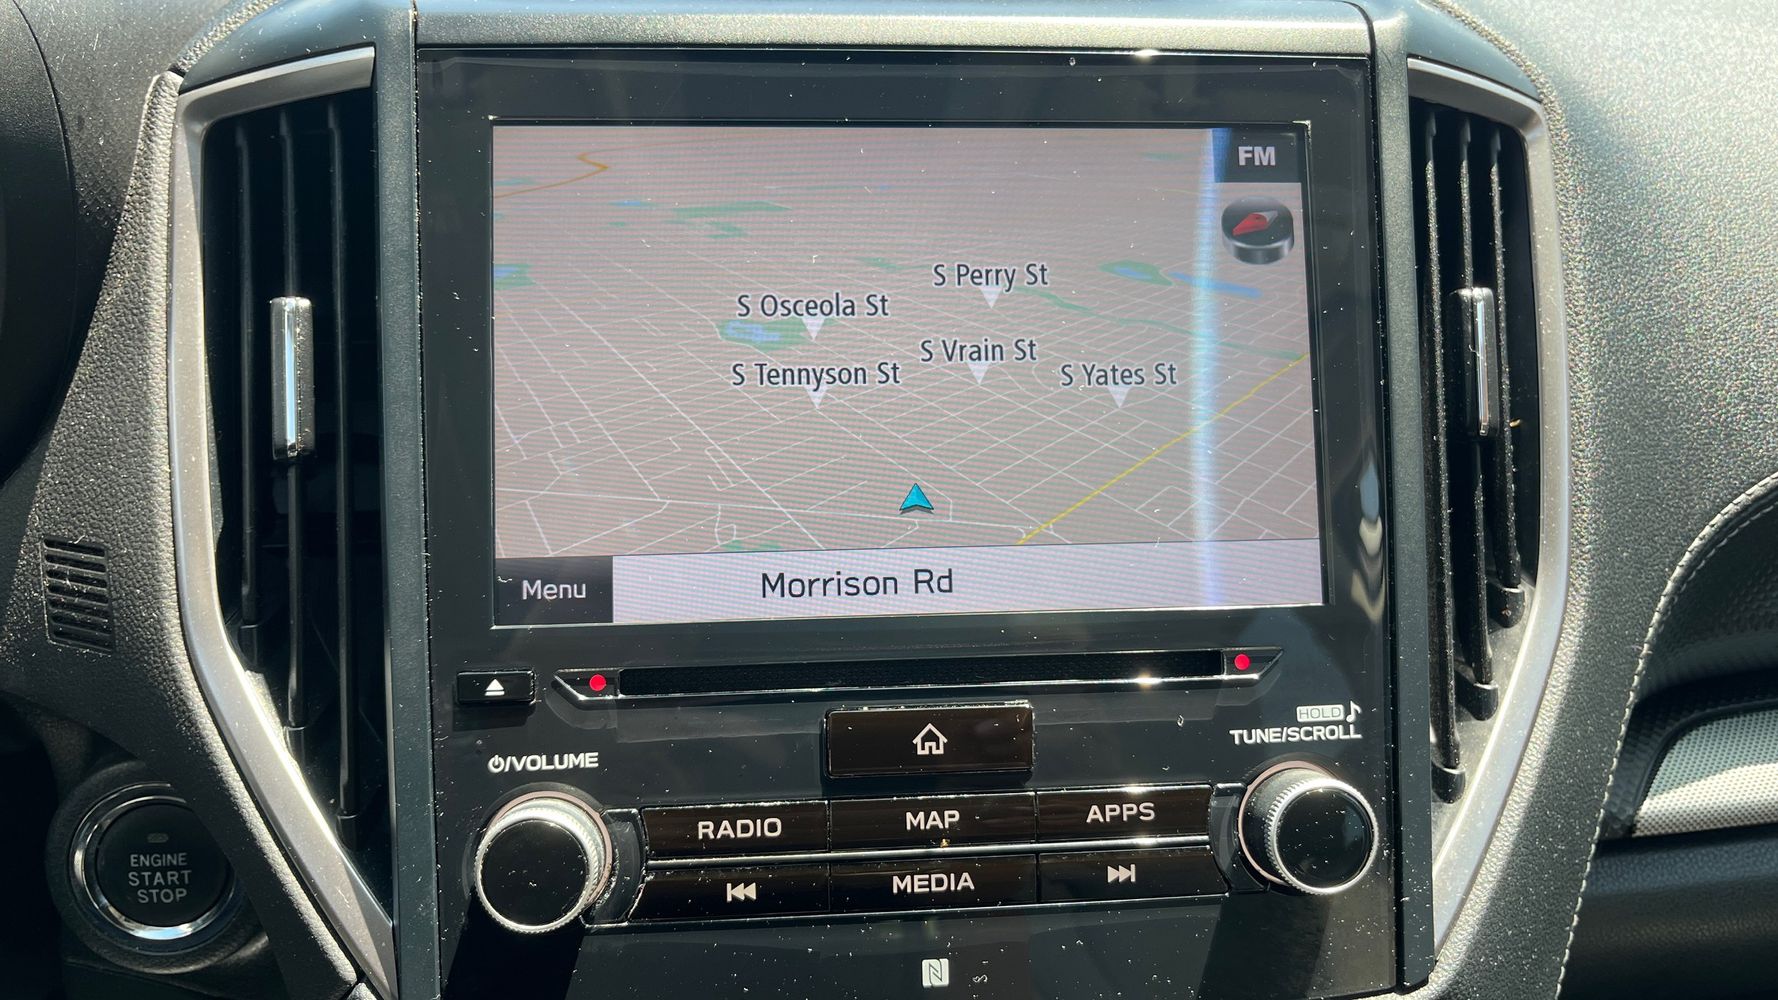 FM
S Perry St
S Osceola St
S Vrain St
S Tennyson St
S Yates St
Menu
Morrison Rd
HOLD
TUNE/SCROLL
/VOLUME
RADIO
MAP
APPS
MEDIA
ENGINE
START
STOP